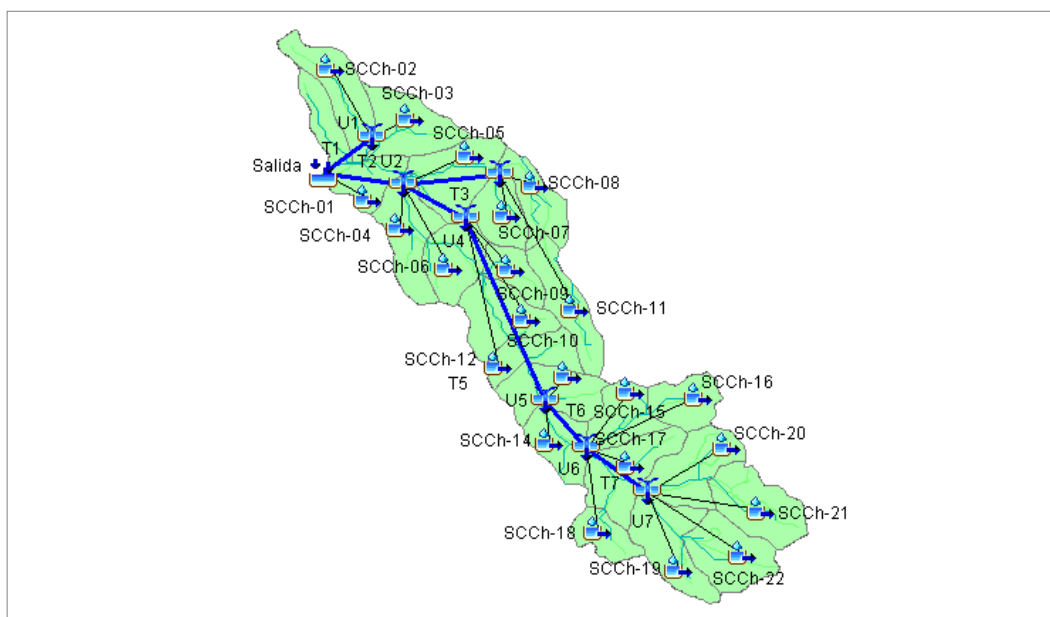 SCCh-02
SCCh-03
U1
SCCh-05
T1
T2 U2
Salida
SCCh-08
T3
SCCh-01
SCCh-07
SCCh-04
U4
SCCh-06
SCCh-09
SCCh-11
SCCh-10
SCCh-12
T5
SCCh-16
U5
T6
SCCh-15
SCCh-20
SCCh-14
SCCh-17
U6
T7
SCCh-21
U7
SCCh-18
SCCh-19
SCCh-22